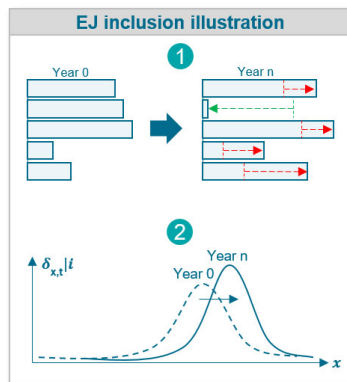 EJ inclusion illustration
1
Year 0
Year n
2
Year n
Year 0
δx,t|i
x